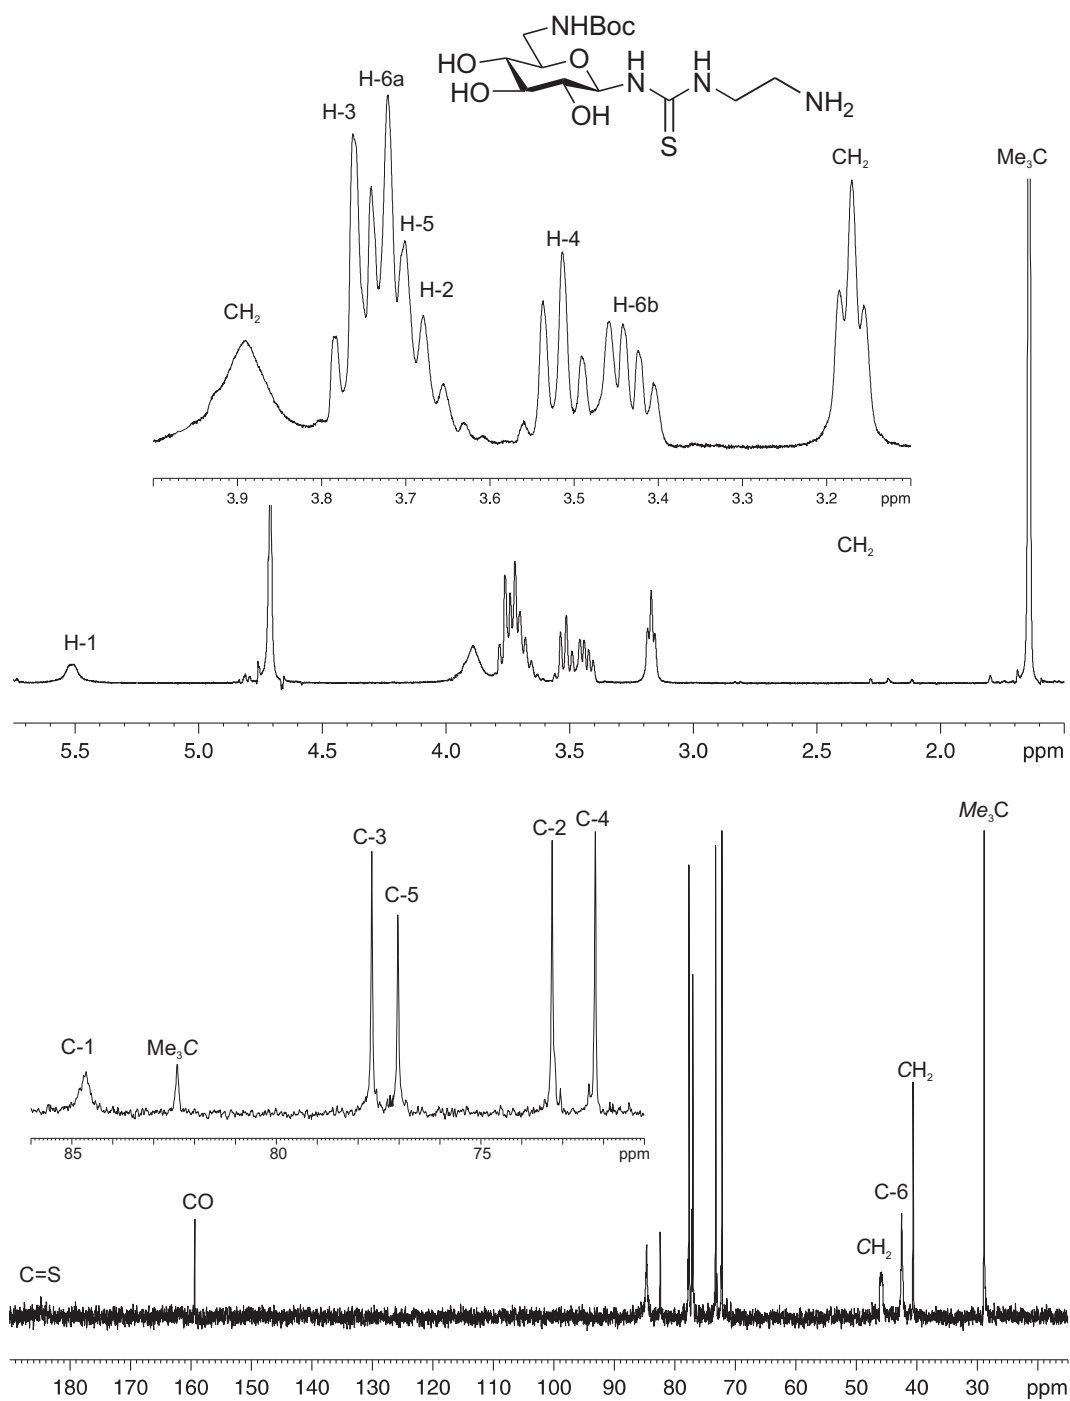 NHBoc
HO
O
H
H
HO
N
N
NH₂
OH
S
H-6a
H-3
CH₂
Me₃C
H-5
H-4
H-2
H-6b
CH₂
3.9 3.8 3.7 3.6 3.5 3.4 3.3 3.2 ppm
CH₂
H-1
5.5 5.0 4.5 4.0 3.5 3.0 2.5 2.0 ppm
Me₃C
C-4
C-2
C-3
C-5
C-1
Me₃C
CH₂
85 80 75 ppm
CO
C-6
CH₂
C=S
180 170 160 150 140 130 120 110 100 90 80 70 60 50 40 30 ppm